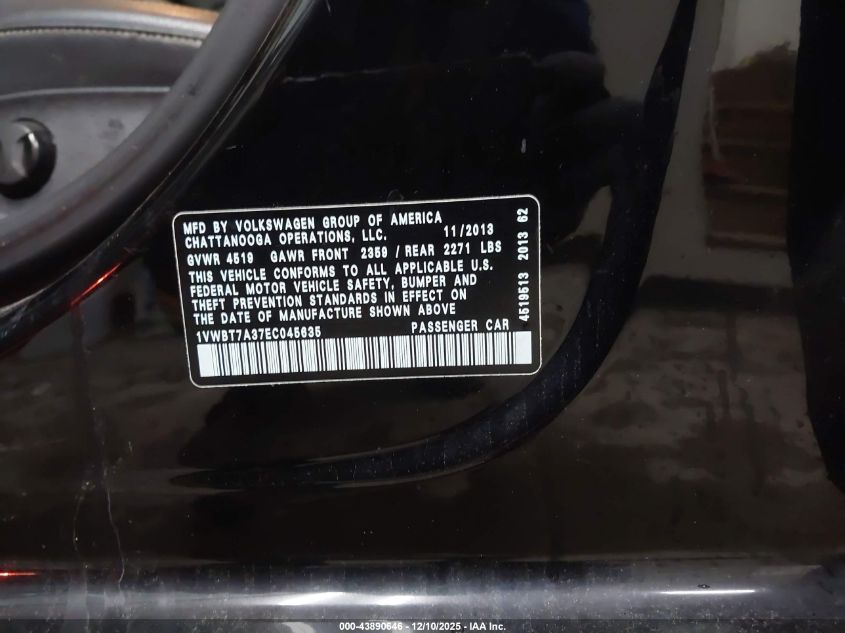 MFD BY VOLKSWAGEN GROUP OF AMERICA
CHATTANOOGA OPERATIONS, LLC. 11/2013
GVWR 4519 GAWR FRONT 2359 / REAR 2271 LBS
THIS VEHICLE CONFORMS TO ALL APPLICABLE U.S.
FEDERAL MOTOR VEHICLE SAFETY, BUMPER AND
THEFT PREVENTION STANDARDS IN EFFECT ON
THE DATE OF MANUFACTURE SHOWN ABOVE
1VWBT7A37EC045635 PASSENGER CAR
4519513 2013 62
000-43890646 - 12/10/2025 - IAA Inc.